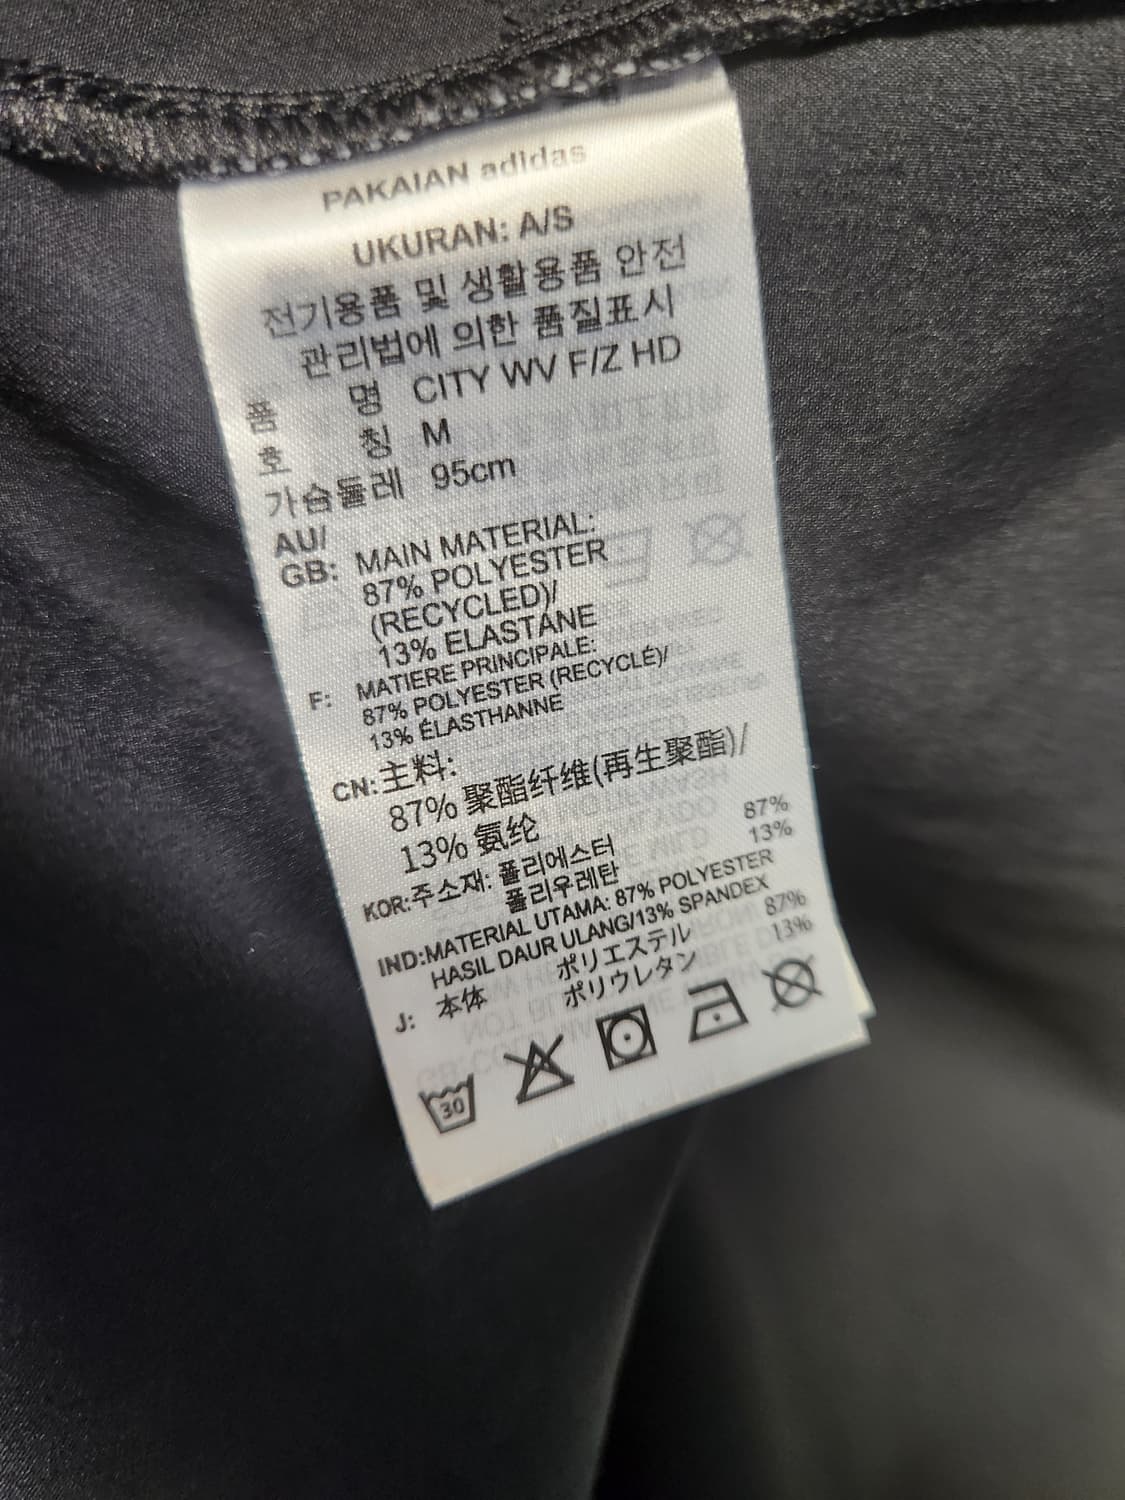 PAKAIAN adidas
UKURAN: A/S
전기용품 및 생활용품 안전
관리법에 의한 품질표시
품 명 CITY WV F/Z HD
호 칭 M
가슴둘레 95cm
AU/
GB: MAIN MATERIAL:
87% POLYESTER
(RECYCLED)/
13% ELASTANE
F: MATIERE PRINCIPALE:
87% POLYESTER (RECYCLÉ)/
13% ÉLASTHANNE
CN: 主料:
87% 聚酯纤维(再生聚酯)/
13% 氨纶
KOR: 주소재: 폴리에스터 87%
폴리우레탄 13%
IND: MATERIAL UTAMA: 87% POLYESTER
HASIL DAUR ULANG/13% SPANDEX
J: 本体 ポリエステル 87%
ポリウレタン 13%
30